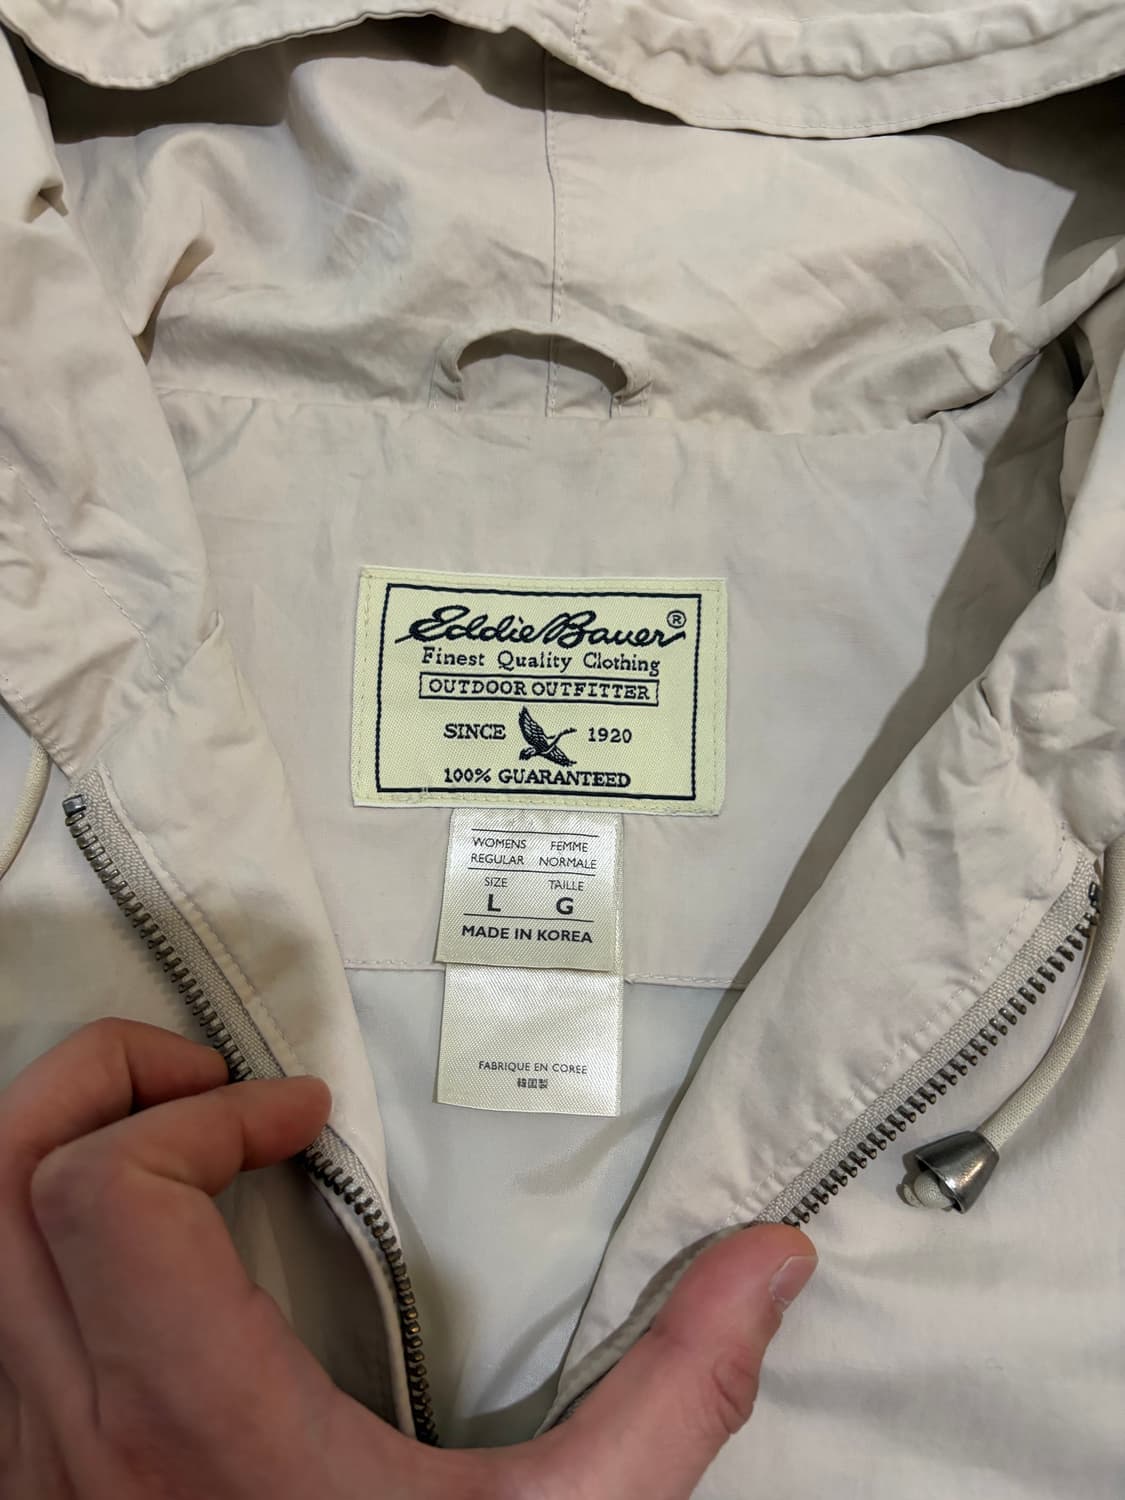 Eddie Bauer®
Finest Quality Clothing
OUTDOOR OUTFITTER
SINCE 1920
100% GUARANTEED
WOMENS FEMME
REGULAR NORMALE
SIZE TAILLE
L G
MADE IN KOREA
FABRIQUE EN COREE
韓国製